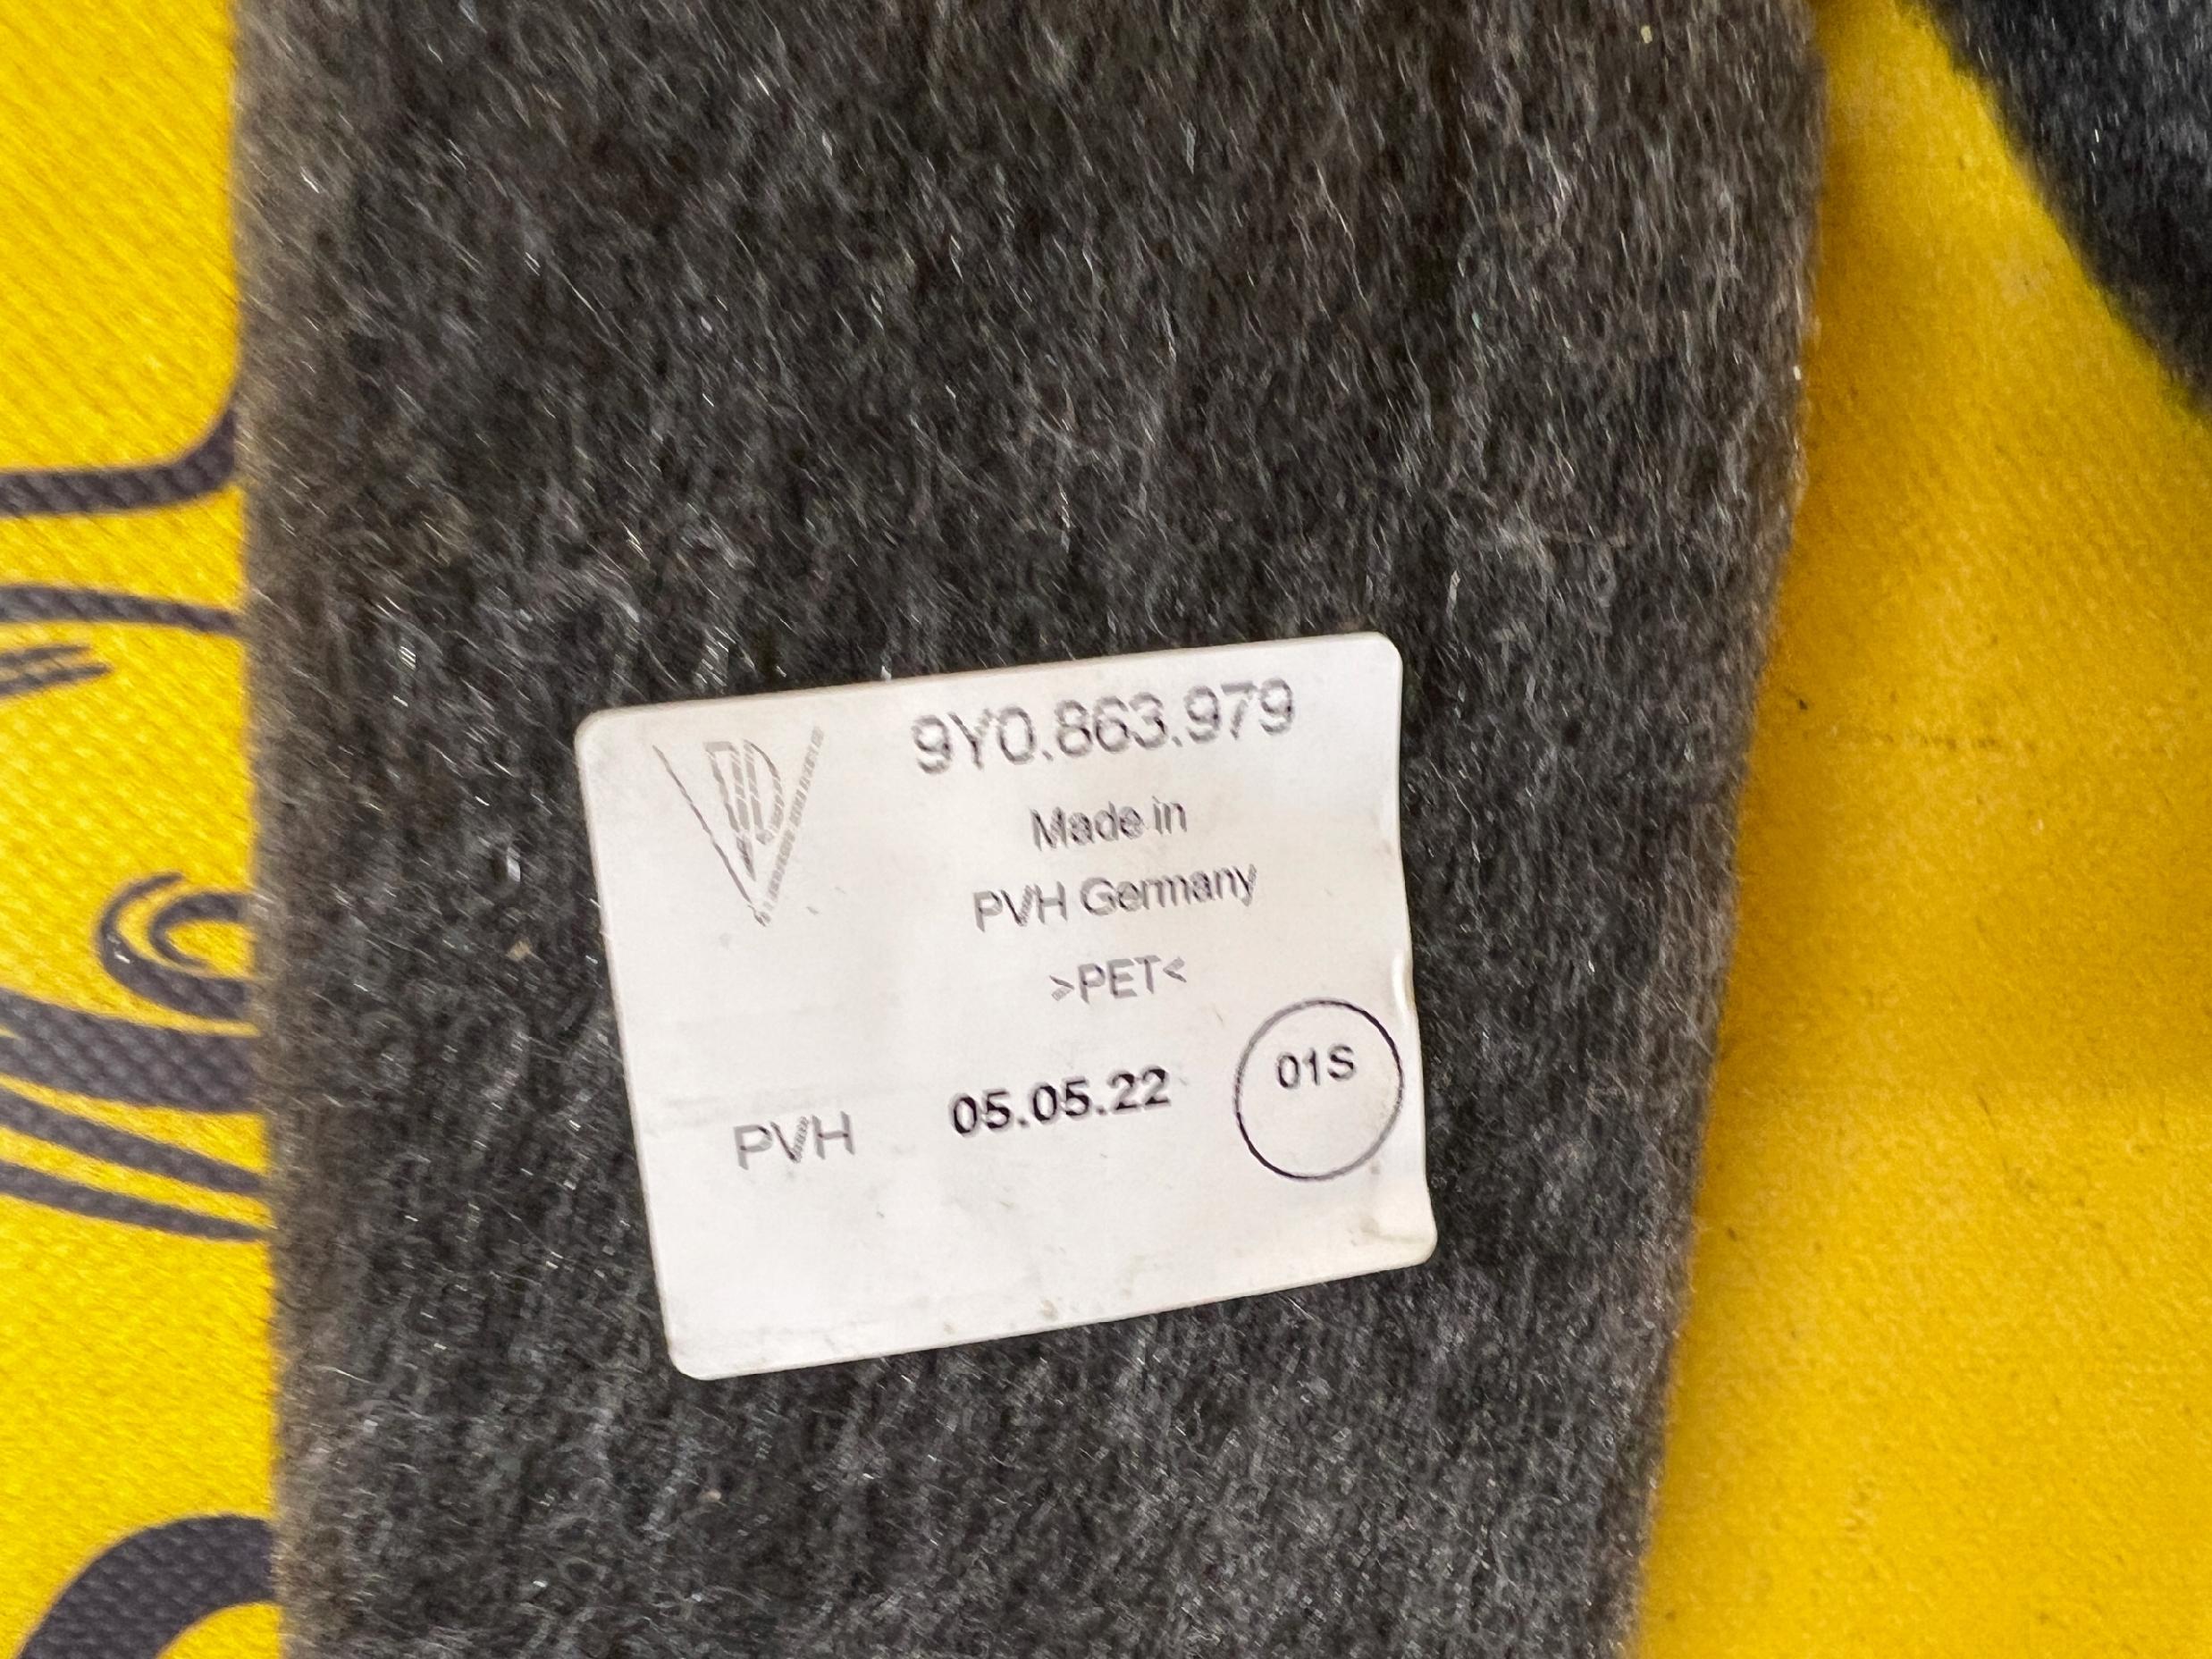 9Y0.863.979
Made in
PVH Germany
>PET<
PVH 05.05.22 01S